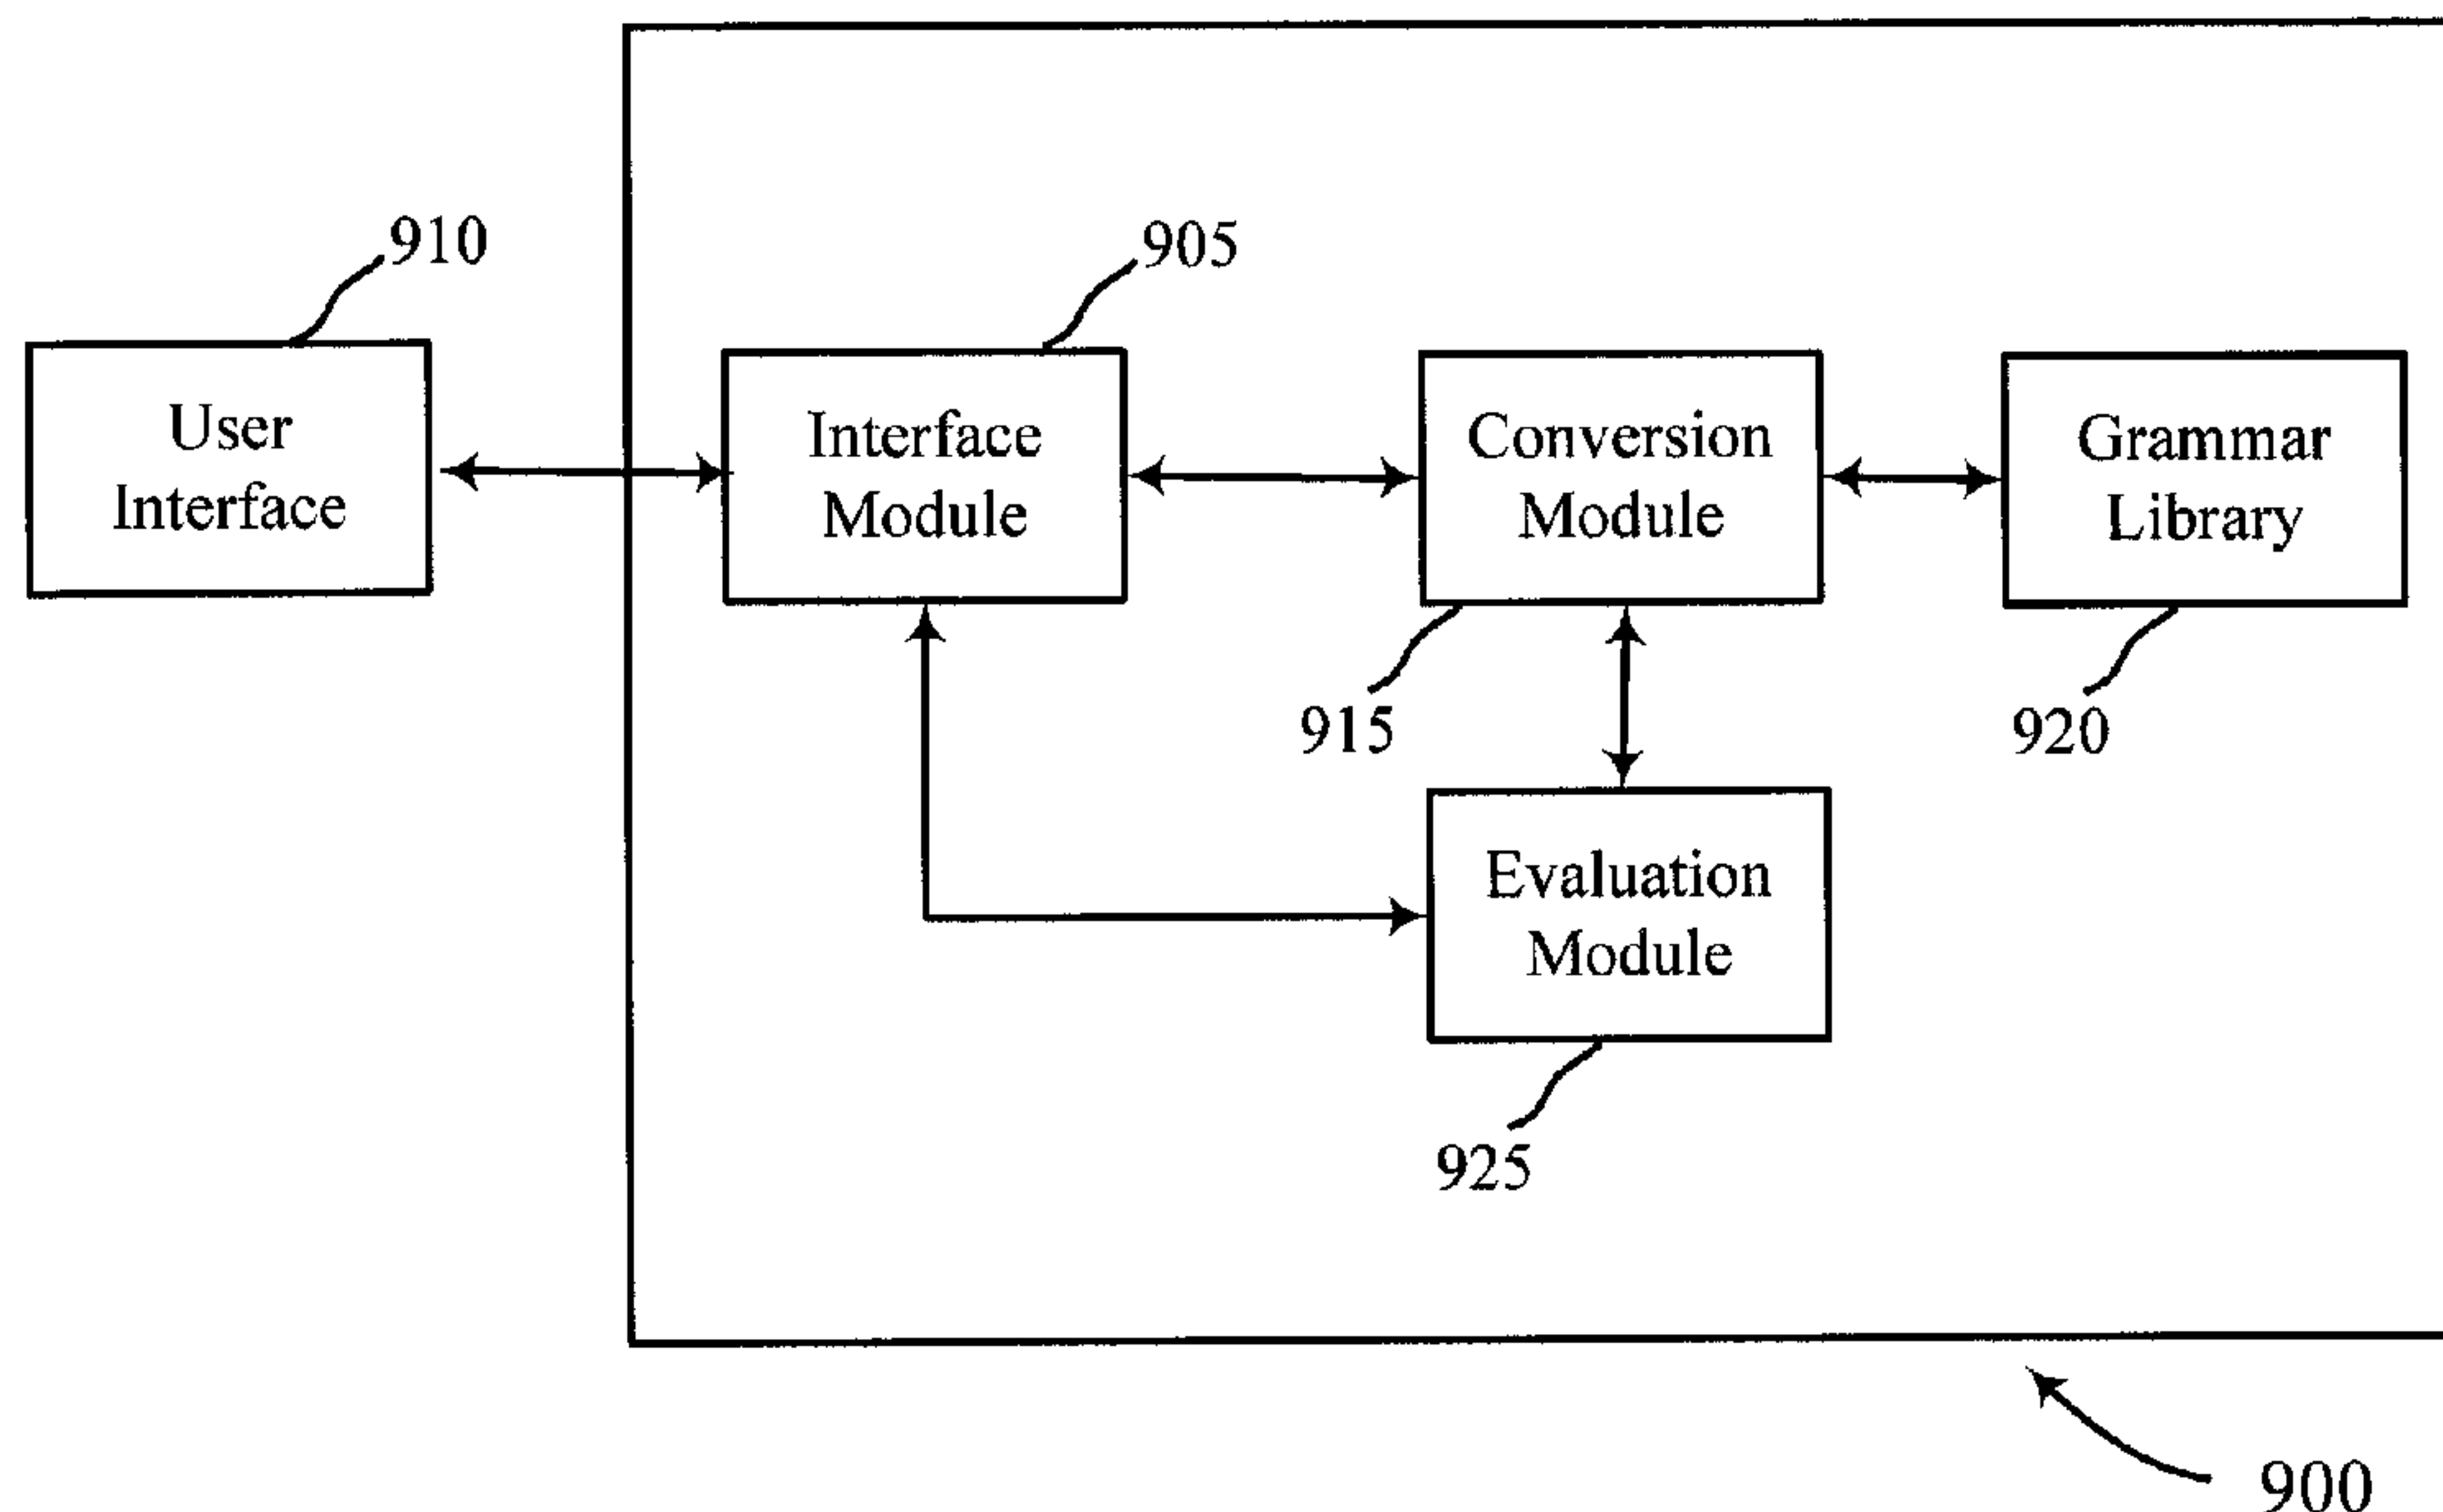 910
905
User
Interface
Interface
Module
Conversion
Module
Grammar
Library
915
920
Evaluation
Module
925
900